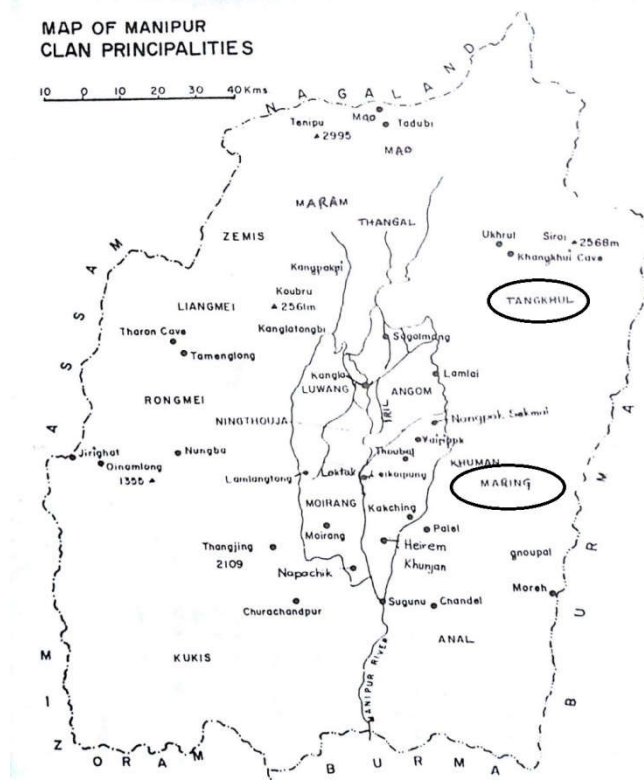 MAP OF MANIPUR
CLAN PRINCIPALITIES
10 0 10 20 30 40 Kms
NAGALAND
Mao
Tenipu
2995
Tadubi
MAO
MARAM
THANGAL
ZEMIS
Ukhrul
Siroi
2568m
Khangkhui Cave
Kangpokpi
Koubru
2561m
LIANGMEI
TANGKHUL
ASSAM
Tharon Cave
Kanglatongbi
Sagolmang
Tamenglong
Kangla
LUWANG
ANGOM
Lamlai
IRIL
RONGMEI
NINGTHOUJA
Nongpok Sekmai
Waithou
Jirighat
Nungba
Thoubal
KHUMAN
Oinamlong
1355
Lamlangtong
Loktak
MARING
MOIRANG
Kakching
Moirang
Palel
Thangjing
2109
Heirem
Khunjan
gnoupal
Napachik
Moreh
Churachandpur
Sugunu
Chandel
ANAL
KUKIS
MANIPUR RIVER
MIZORAM
BURMA
BURMA